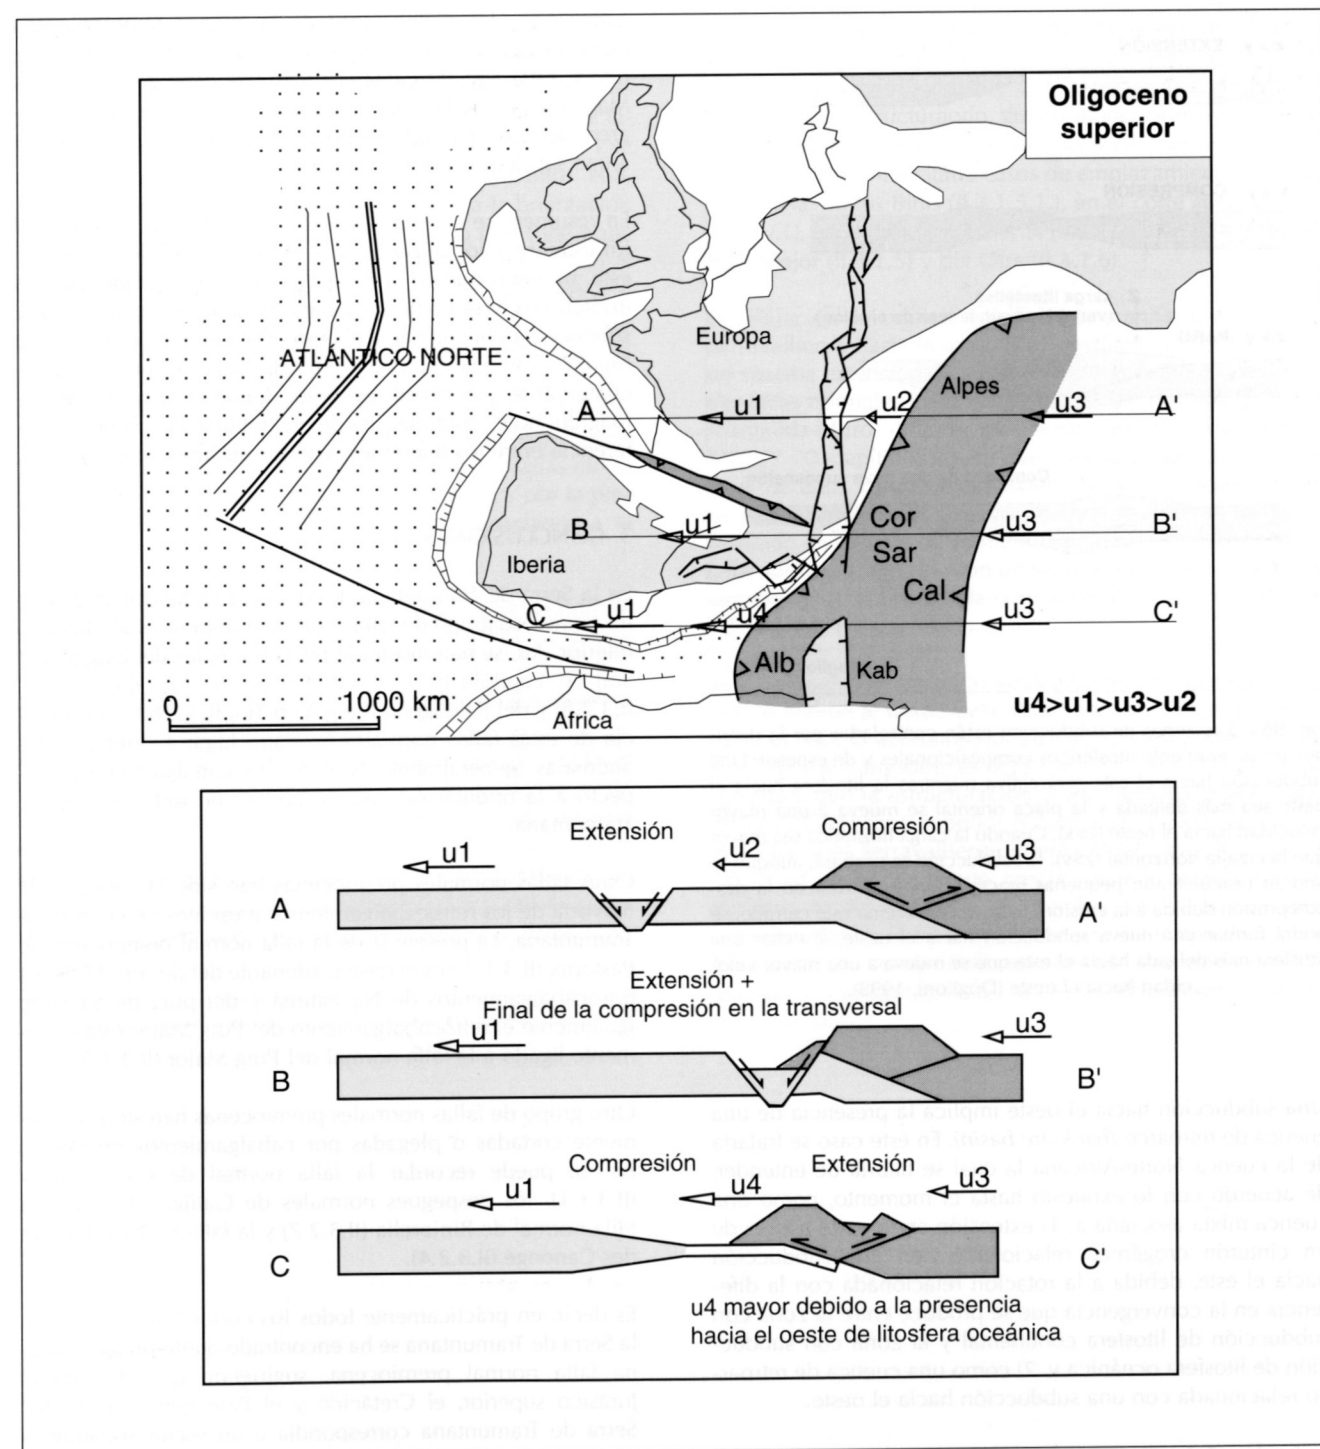 Oligoceno
superior
Europa
ATLÁNTICO NORTE
Alpes
A u1 u2 u3 A'
Cor
B u1 u3 B'
Sar
Iberia
Cal
C u1 u4 u3 C'
Alb
Kab
0 1000 km
u4>u1>u3>u2
Africa
Extensión Compresión
u1 u2 u3
A A'
Extensión +
Final de la compresión en la transversal
u1 u3
B B'
Compresión Extensión
u1 u4 u3
C C'
u4 mayor debido a la presencia
hacia el oeste de litosfera oceánica